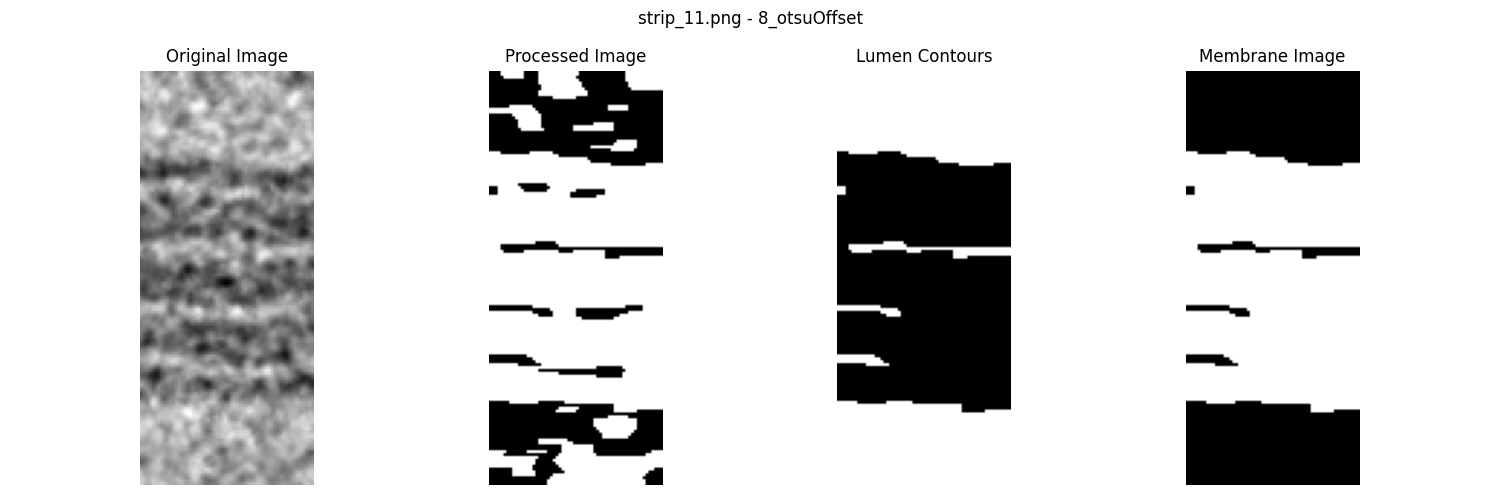 strip_11.png - 8_otsuOffset
Original Image
Processed Image
Lumen Contours
Membrane Image